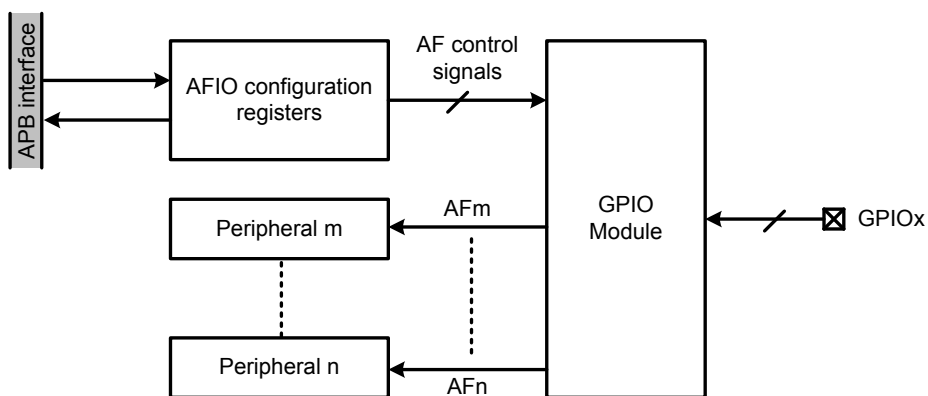 APB interface
AFIO configuration
registers
AF control
signals
GPIO
Module
GPIOx
Peripheral m
AFm
Peripheral n
AFn